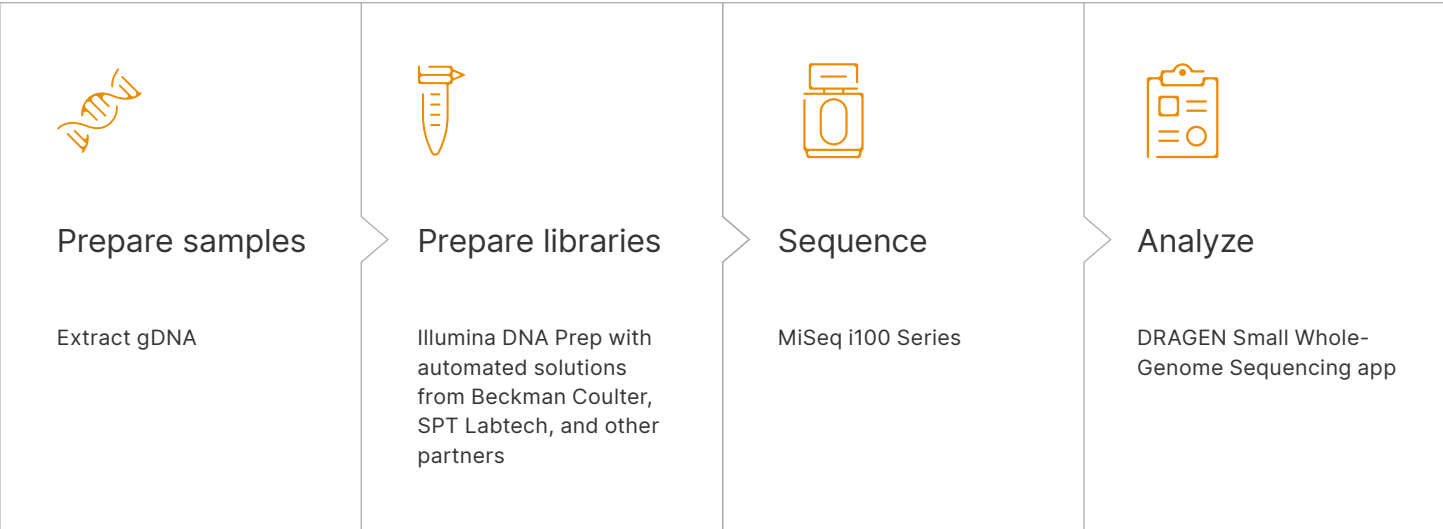 Prepare samples
Extract gDNA
Prepare libraries
Illumina DNA Prep with
automated solutions
from Beckman Coulter,
SPT Labtech, and other
partners
Sequence
MiSeq i100 Series
Analyze
DRAGEN Small Whole-
Genome Sequencing app